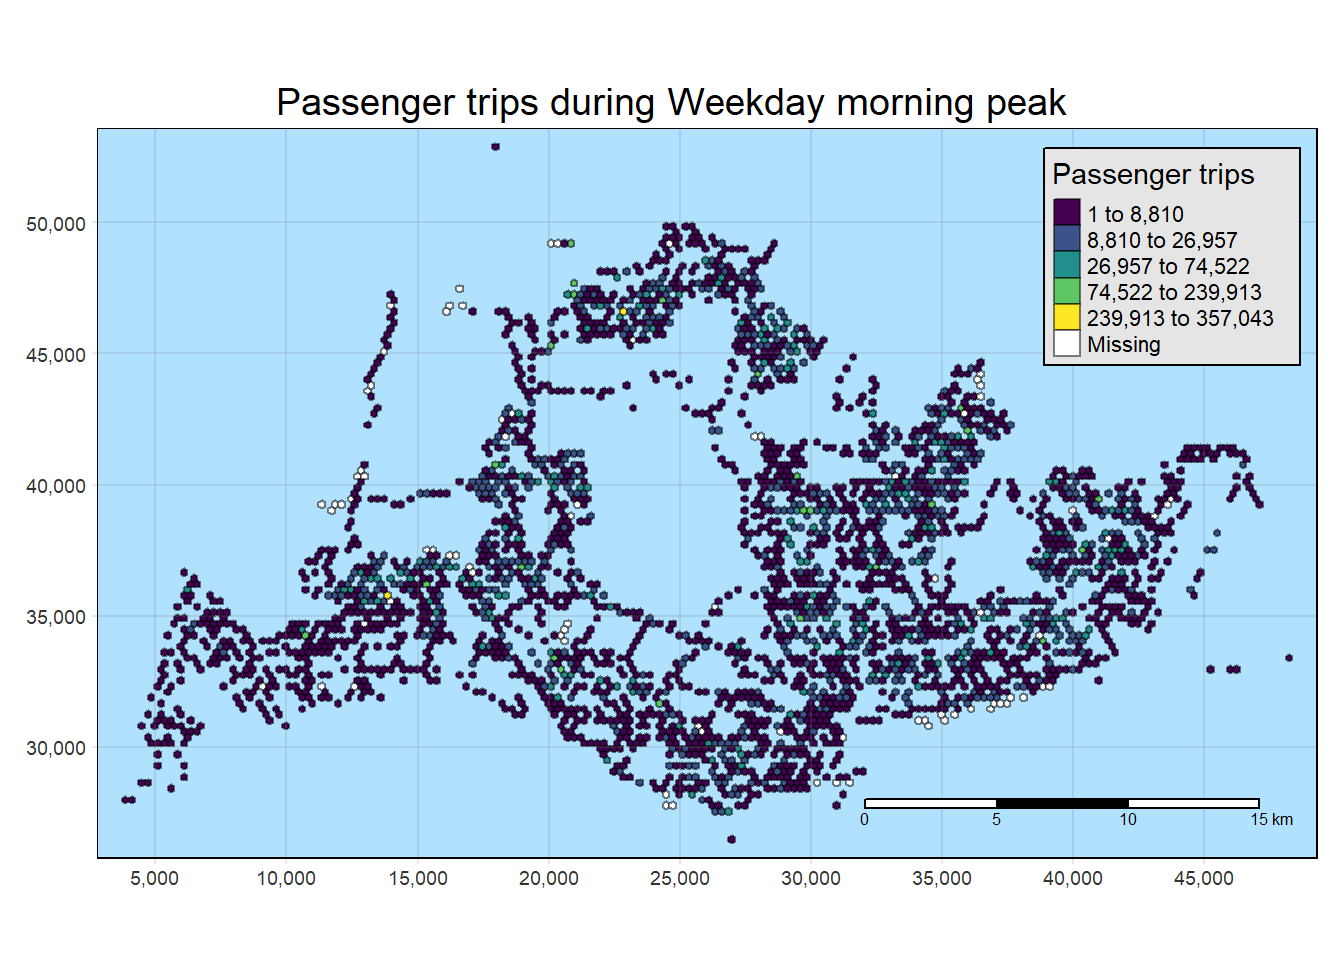 Passenger trips during Weekday morning peak
Passenger trips
1 to 8,810
8,810 to 26,957
26,957 to 74,522
74,522 to 239,913
239,913 to 357,043
Missing
50,000
45,000
40,000
35,000
30,000
0 5 10 15 km
5,000 10,000 15,000 20,000 25,000 30,000 35,000 40,000 45,000